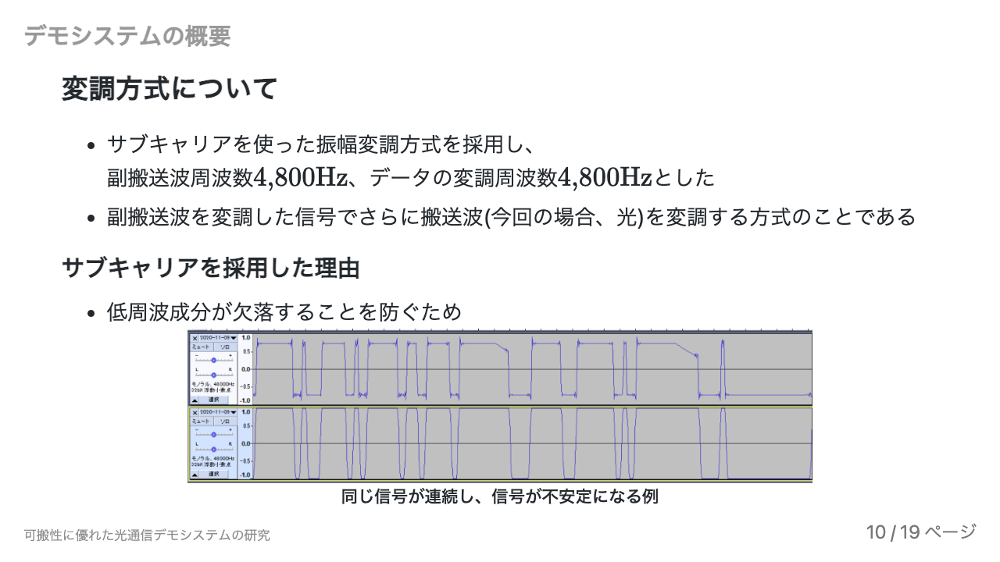 デモシステムの概要
変調方式について
サブキャリアを使った振幅変調方式を採用し、
副搬送波周波数4,800Hz、データの変調周波数4,800Hzとした
副搬送波を変調した信号でさらに搬送波(今回の場合、光)を変調する方式のことである
サブキャリアを採用した理由
低周波成分が欠落することを防ぐため
× 2020-11-09▼ 1.0
ミュート ソロ
0.5
- +
L R 0.0
モノラル, 48000Hz -0.5
32bit 浮動小数点
▲ 選択 -1.0
× 2020-11-09▼ 1.0
ミュート ソロ
0.5
- +
L R 0.0
モノラル, 48000Hz -0.5
32bit 浮動小数点
▲ 選択 -1.0
同じ信号が連続し、信号が不安定になる例
可搬性に優れた光通信デモシステムの研究
10 / 19 ページ